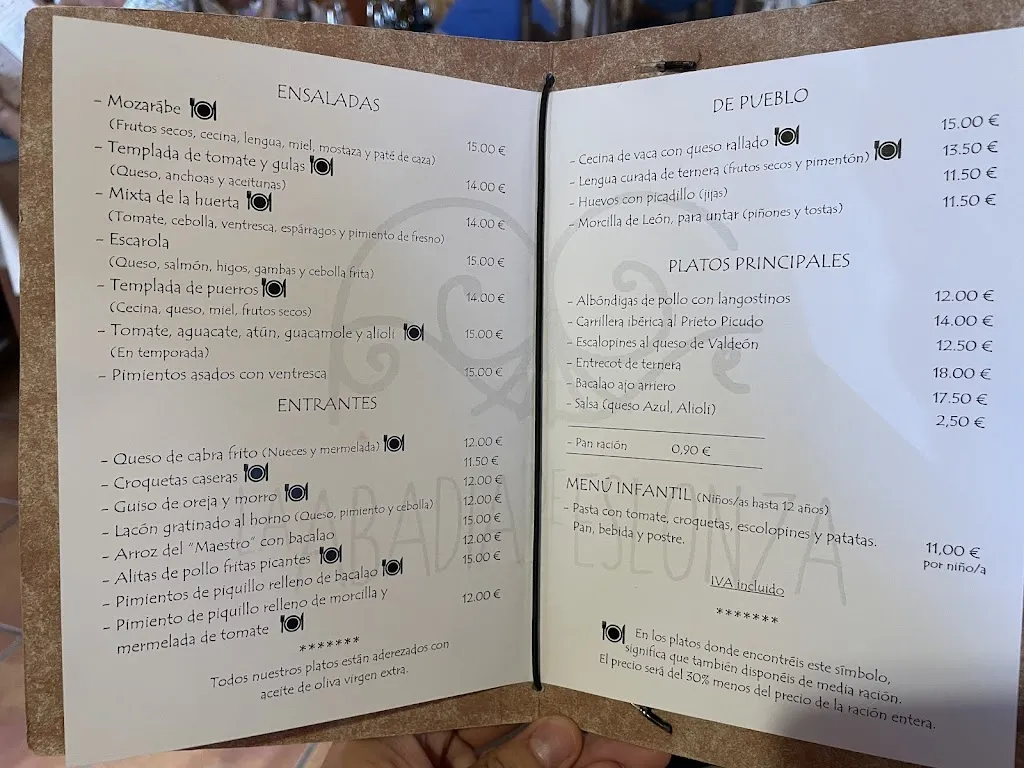 ENSALADAS
- Mozarábe
(Frutos secos, cecina, lengua, miel, mostaza y paté de caza) 15.00 €
- Templada de tomate y gulas
(Queso, anchoas y aceitunas) 14.00 €
- Mixta de la huerta
(Tomate, cebolla, ventresca, espárragos y pimiento de fresno) 14.00 €
- Escarola
(Queso, salmón, higos, gambas y cebolla frita) 15.00 €
- Templada de puerros
(Cecina, queso, miel, frutos secos) 14.00 €
- Tomate, aguacate, atún, guacamole y alioli 15.00 €
(En temporada)
- Pimientos asados con ventresca 15.00 €
ENTRANTES
- Queso de cabra frito (Nueces y mermelada) 12.00 €
- Croquetas caseras 11.50 €
- Guiso de oreja y morro 12.00 €
- Lacón gratinado al horno (Queso, pimiento y cebolla) 12.00 €
- Arroz del "Maestro" con bacalao 15.00 €
- Alitas de pollo fritas picantes 12.00 €
- Pimientos de piquillo relleno de bacalao 15.00 €
- Pimiento de piquillo relleno de morcilla y
mermelada de tomate 12.00 €
*******
Todos nuestros platos están aderezados con
aceite de oliva virgen extra.
DE PUEBLO
- Cecina de vaca con queso rallado 15.00 €
- Lengua curada de ternera (frutos secos y pimentón) 13.50 €
- Huevos con picadillo (jijas) 11.50 €
- Morcilla de León, para untar (piñones y tostas) 11.50 €
PLATOS PRINCIPALES
- Albóndigas de pollo con langostinos 12.00 €
- Carrillera ibérica al Prieto Picudo 14.00 €
- Escalopines al queso de Valdeón 12.50 €
- Entrecot de ternera 18.00 €
- Bacalao ajo arriero 17.50 €
- Salsa (queso Azul, Alioli) 2,50 €
- Pan ración 0,90 €
MENÚ INFANTIL (Niños/as hasta 12 años)
- Pasta con tomate, croquetas, escolopines y patatas.
Pan, bebida y postre. 11,00 €
por niño/a
IVA incluido
*******
En los platos donde encontréis este símbolo,
significa que también disponéis de media ración.
El precio será del 30% menos del precio de la ración entera.
ABADIA DE ESLONZA